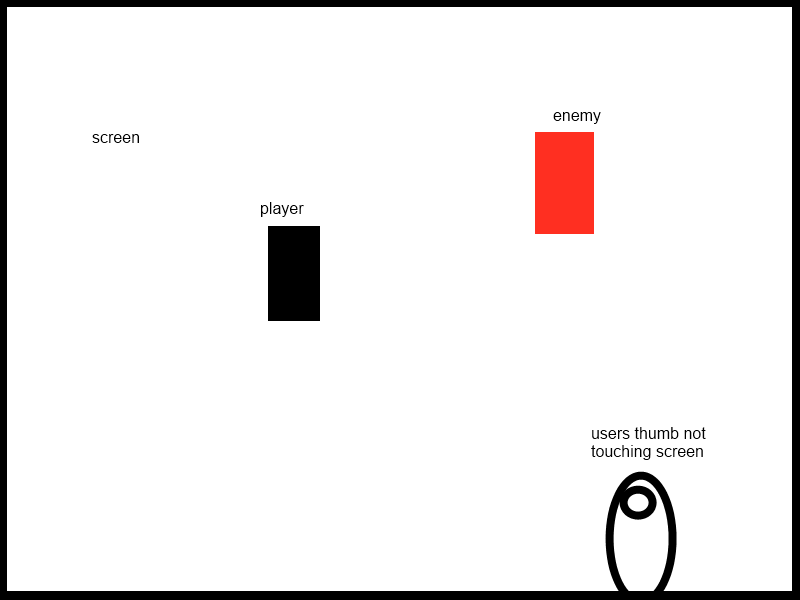 enemy
screen
player
users thumb not
touching screen